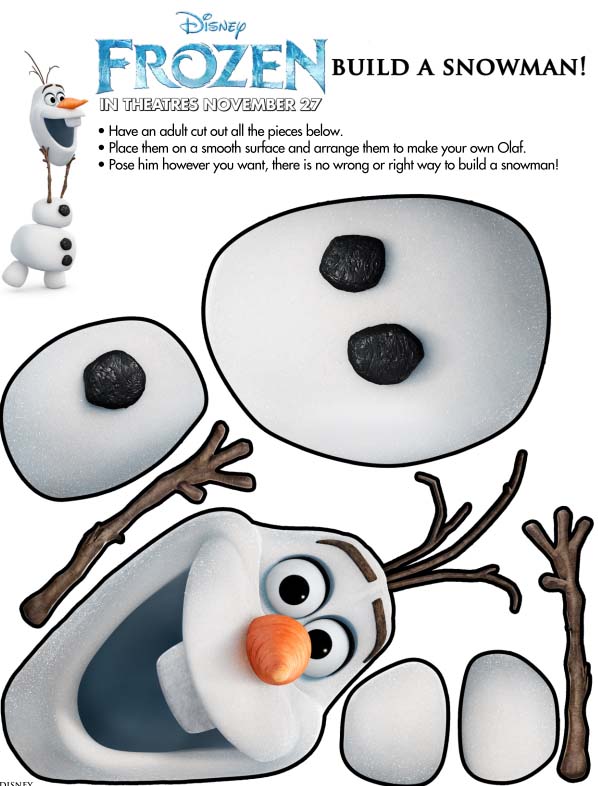 Disney
FROZEN
IN THEATRES NOVEMBER 27
BUILD A SNOWMAN!
• Have an adult cut out all the pieces below.
• Place them on a smooth surface and arrange them to make your own Olaf.
• Pose him however you want, there is no wrong or right way to build a snowman!
DISNEY